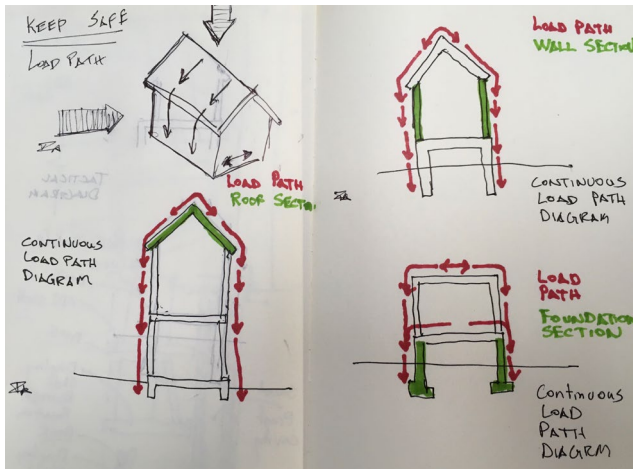 KEEP SAFE
LOAD PATH
LOAD PATH
ROOF SECTION
CONTINUOUS
LOAD PATH
DIAGRAM
LOAD PATH
WALL SECTION
CONTINUOUS
LOAD PATH
DIAGRAM
LOAD
PATH
FOUNDATION
SECTION
Continuous
LOAD
PATH
DIAGRM